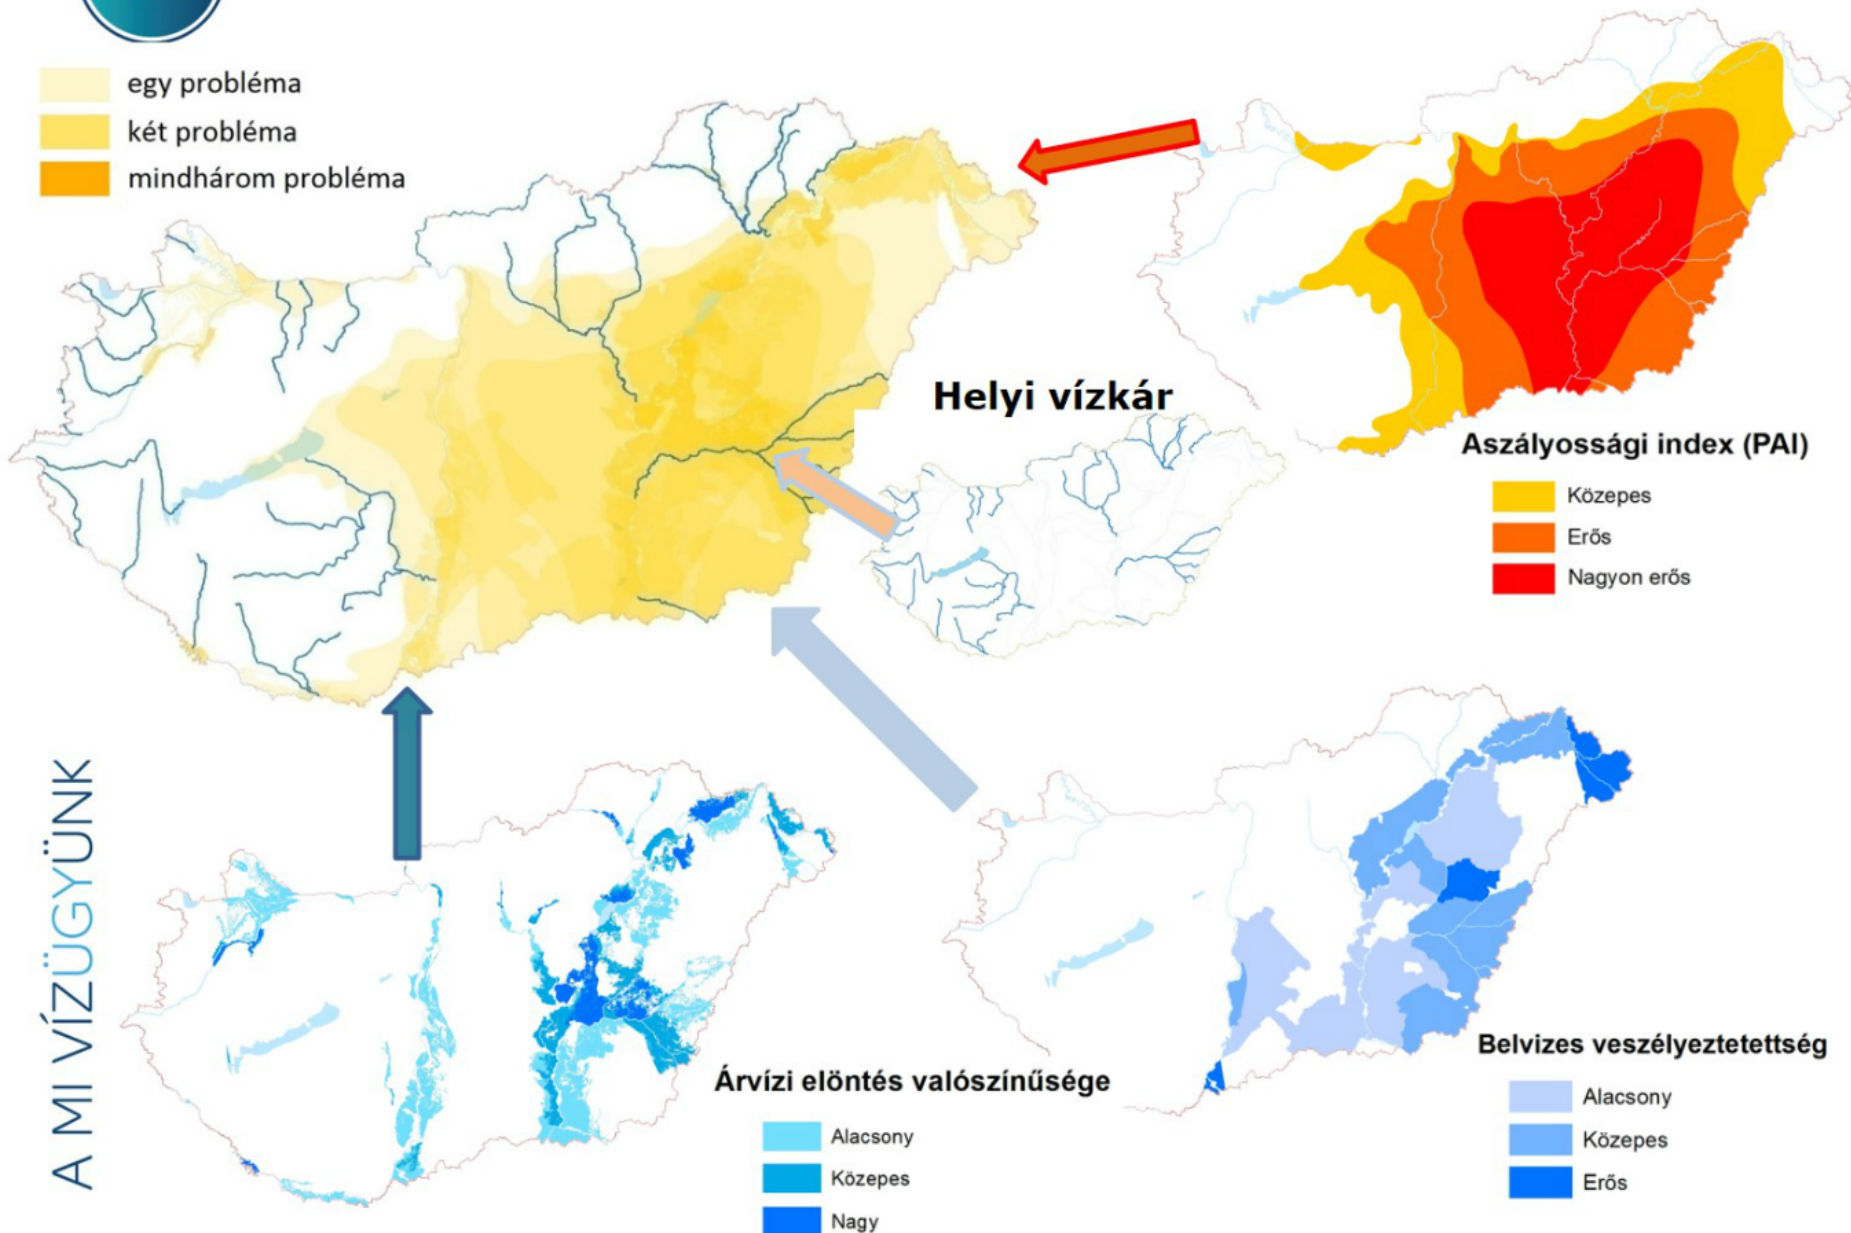 egy probléma
két probléma
mindhárom probléma
Helyi vízkár
Aszályossági index (PAI)
Közepes
Erős
Nagyon erős
A MI VÍZÜGYÜNK
Árvízi elöntés valószínűsége
Alacsony
Közepes
Nagy
Belvizes veszélyeztetettség
Alacsony
Közepes
Erős